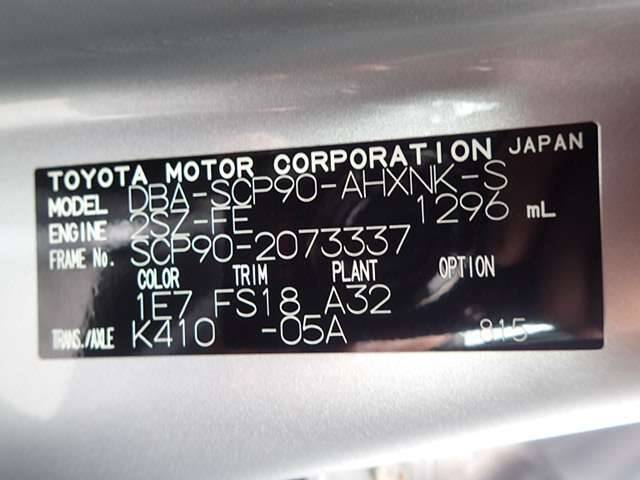 TOYOTA MOTOR CORPORATION JAPAN
MODEL DBA-SCP90-AHXNK-S
ENGINE 2SZ-FE 1296 mL
FRAME No. SCP90-2073337
COLOR TRIM PLANT OPTION
1E7 FS18 A32
TRANS./AXLE K410 -05A 815